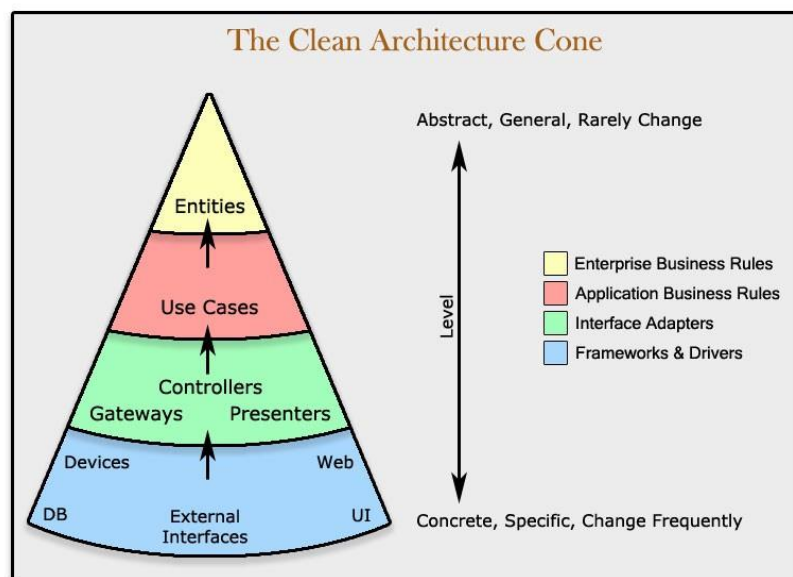 The Clean Architecture Cone
Abstract, General, Rarely Change
Entities
Use Cases
Controllers
Gateways
Presenters
Devices
Web
DB
External
Interfaces
UI
Level
Enterprise Business Rules
Application Business Rules
Interface Adapters
Frameworks & Drivers
Concrete, Specific, Change Frequently